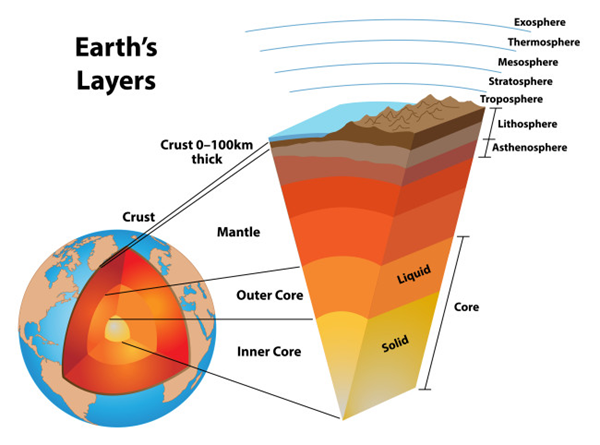 Earth's
Layers
Exosphere
Thermosphere
Mesosphere
Stratosphere
Troposphere
Lithosphere
Asthenosphere
Crust 0–100km
thick
Crust
Mantle
Outer Core
Inner Core
Liquid
Solid
Core